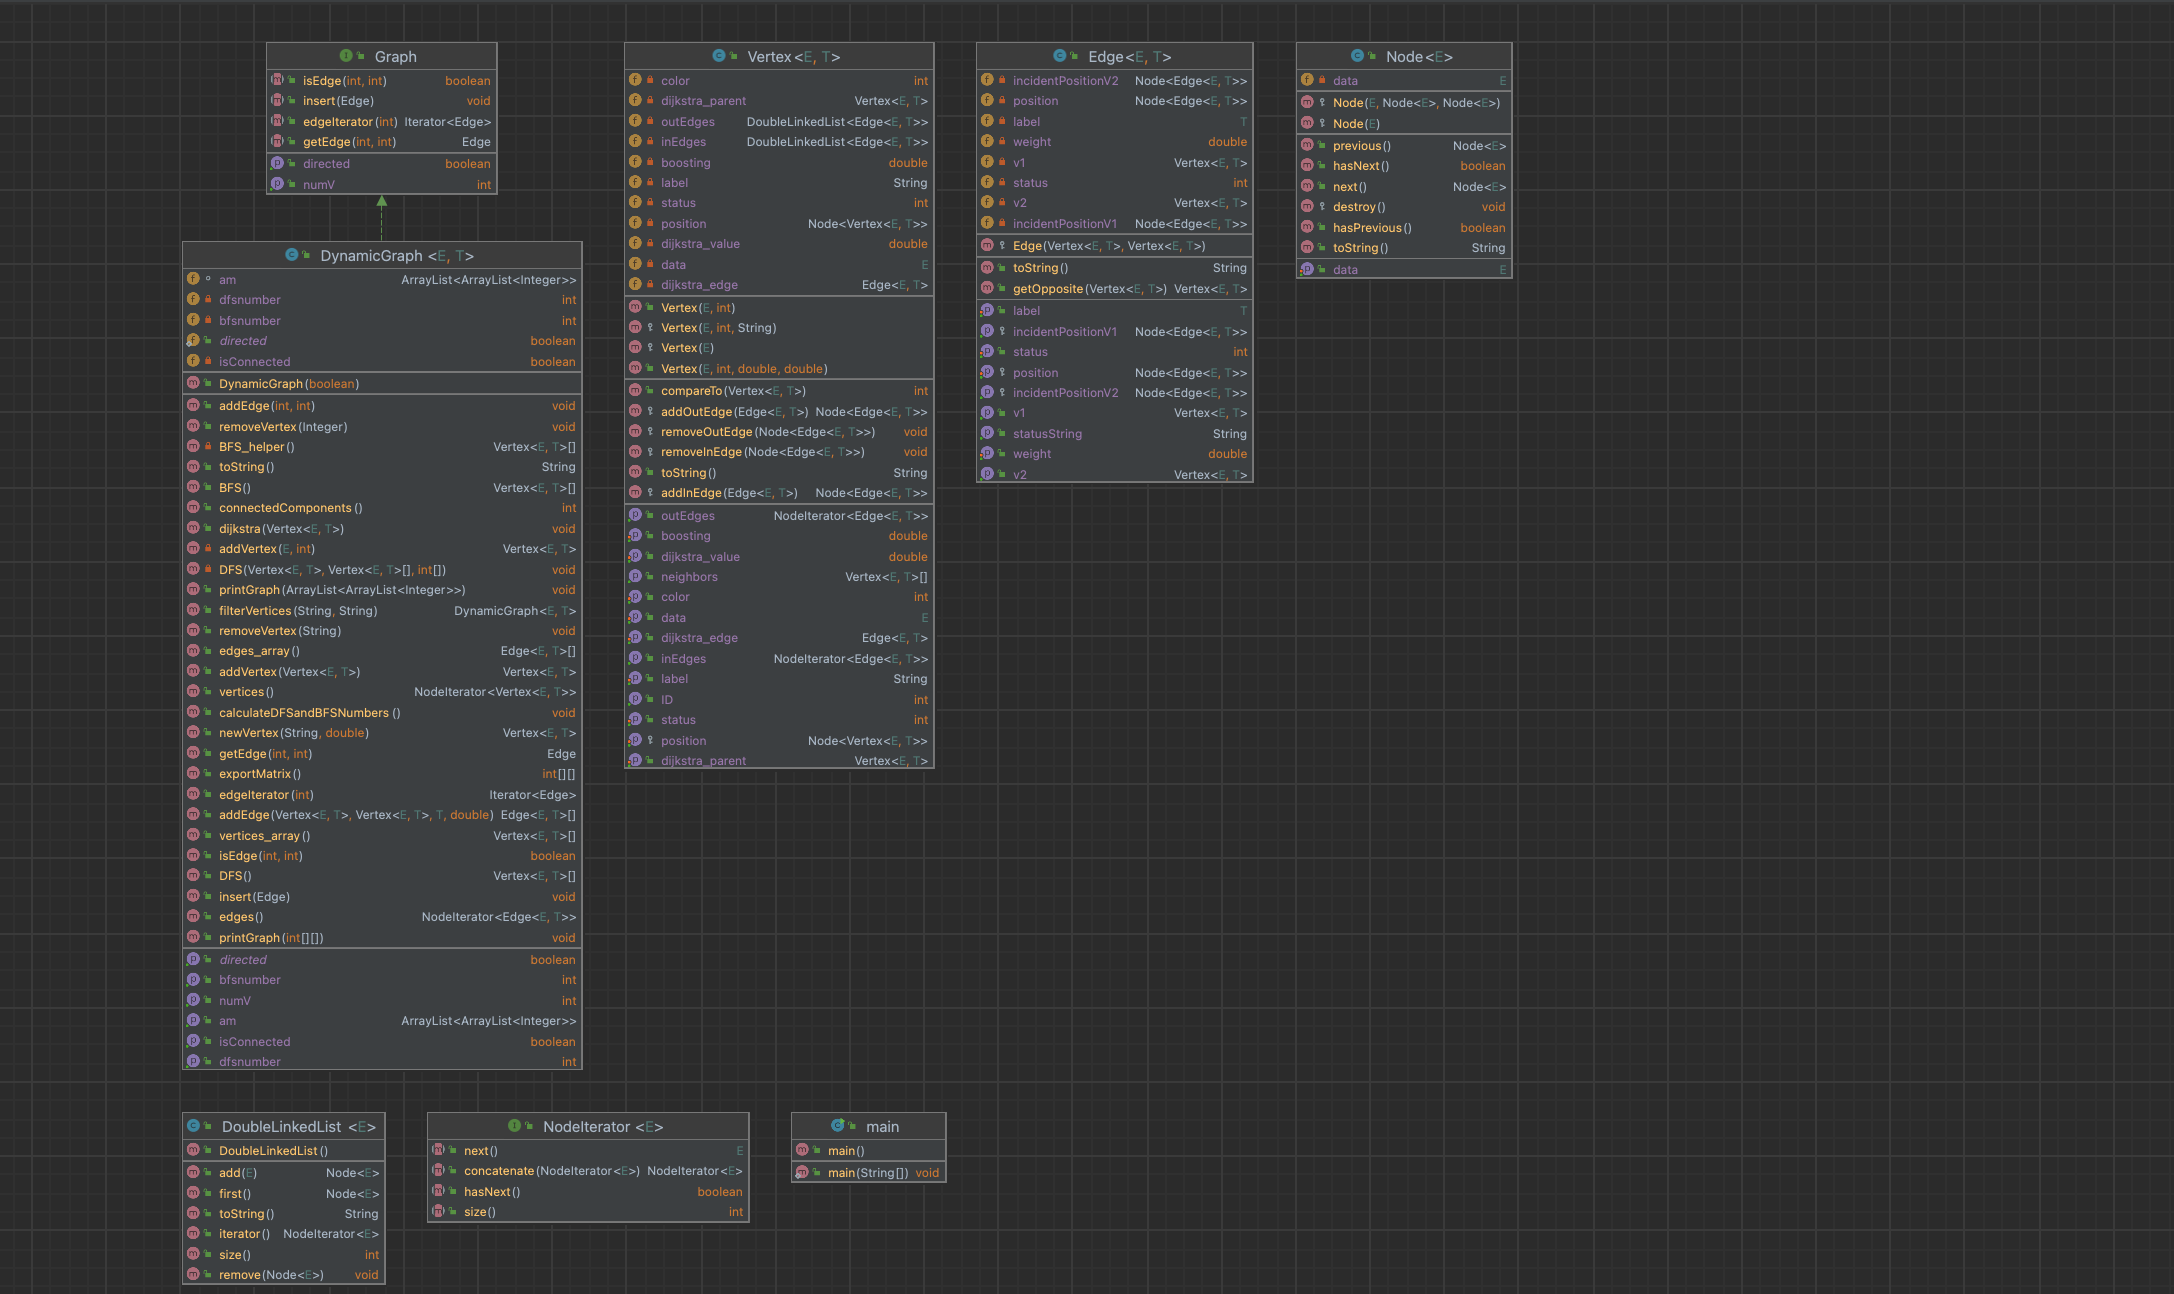 Graph
isEdge(int, int) boolean
insert(Edge) void
edgeIterator(int) Iterator<Edge>
getEdge(int, int) Edge
directed boolean
numV int
DynamicGraph <E, T>
am ArrayList<ArrayList<Integer>>
dfsnumber int
bfsnumber int
directed boolean
isConnected boolean
DynamicGraph(boolean)
addEdge(int, int) void
removeVertex(Integer) void
BFS_helper() Vertex<E, T>[]
toString() String
BFS() Vertex<E, T>[]
connectedComponents () int
dijkstra(Vertex<E, T>) void
addVertex(E, int) Vertex<E, T>
DFS(Vertex<E, T>, Vertex<E, T>[], int[]) void
printGraph(ArrayList<ArrayList<Integer>>) void
filterVertices(String, String) DynamicGraph<E, T>
removeVertex(String) void
edges_array() Edge<E, T>[]
addVertex(Vertex<E, T>) Vertex<E, T>
vertices() NodeIterator<Vertex<E, T>>
calculateDFSandBFSNumbers () void
newVertex(String, double) Vertex<E, T>
getEdge(int, int) Edge
exportMatrix() int[][]
edgeIterator(int) Iterator<Edge>
addEdge(Vertex<E, T>, Vertex<E, T>, T, double) Edge<E, T>[]
vertices_array() Vertex<E, T>[]
isEdge(int, int) boolean
DFS() Vertex<E, T>[]
insert(Edge) void
edges() NodeIterator<Edge<E, T>>
printGraph(int[][]) void
directed boolean
bfsnumber int
numV int
am ArrayList<ArrayList<Integer>>
isConnected boolean
dfsnumber int
Vertex <E, T>
color int
dijkstra_parent Vertex<E, T>
outEdges DoubleLinkedList<Edge<E, T>>
inEdges DoubleLinkedList<Edge<E, T>>
boosting double
label String
status int
position Node<Vertex<E, T>>
dijkstra_value double
data E
dijkstra_edge Edge<E, T>
Vertex(E, int)
Vertex(E, int, String)
Vertex(E)
Vertex(E, int, double, double)
compareTo(Vertex<E, T>) int
addOutEdge(Edge<E, T>) Node<Edge<E, T>>
removeOutEdge(Node<Edge<E, T>>) void
removeInEdge(Node<Edge<E, T>>) void
toString() String
addInEdge(Edge<E, T>) Node<Edge<E, T>>
outEdges NodeIterator<Edge<E, T>>
boosting double
dijkstra_value double
neighbors Vertex<E, T>[]
color int
data E
dijkstra_edge Edge<E, T>
inEdges NodeIterator<Edge<E, T>>
label String
ID int
status int
position Node<Vertex<E, T>>
dijkstra_parent Vertex<E, T>
Edge<E, T>
incidentPositionV2 Node<Edge<E, T>>
position Node<Edge<E, T>>
label T
weight double
v1 Vertex<E, T>
status int
v2 Vertex<E, T>
incidentPositionV1 Node<Edge<E, T>>
Edge(Vertex<E, T>, Vertex<E, T>)
toString() String
getOpposite(Vertex<E, T>) Vertex<E, T>
label T
incidentPositionV1 Node<Edge<E, T>>
status int
position Node<Edge<E, T>>
incidentPositionV2 Node<Edge<E, T>>
v1 Vertex<E, T>
statusString String
weight double
v2 Vertex<E, T>
Node<E>
data E
Node(E, Node<E>, Node<E>)
Node(E)
previous() Node<E>
hasNext() boolean
next() Node<E>
destroy() void
hasPrevious() boolean
toString() String
data E
DoubleLinkedList <E>
DoubleLinkedList ()
add(E) Node<E>
first() Node<E>
toString() String
iterator() NodeIterator<E>
size() int
remove(Node<E>) void
NodeIterator <E>
next() E
concatenate(NodeIterator<E>) NodeIterator<E>
hasNext() boolean
size() int
main
main()
main(String[]) void